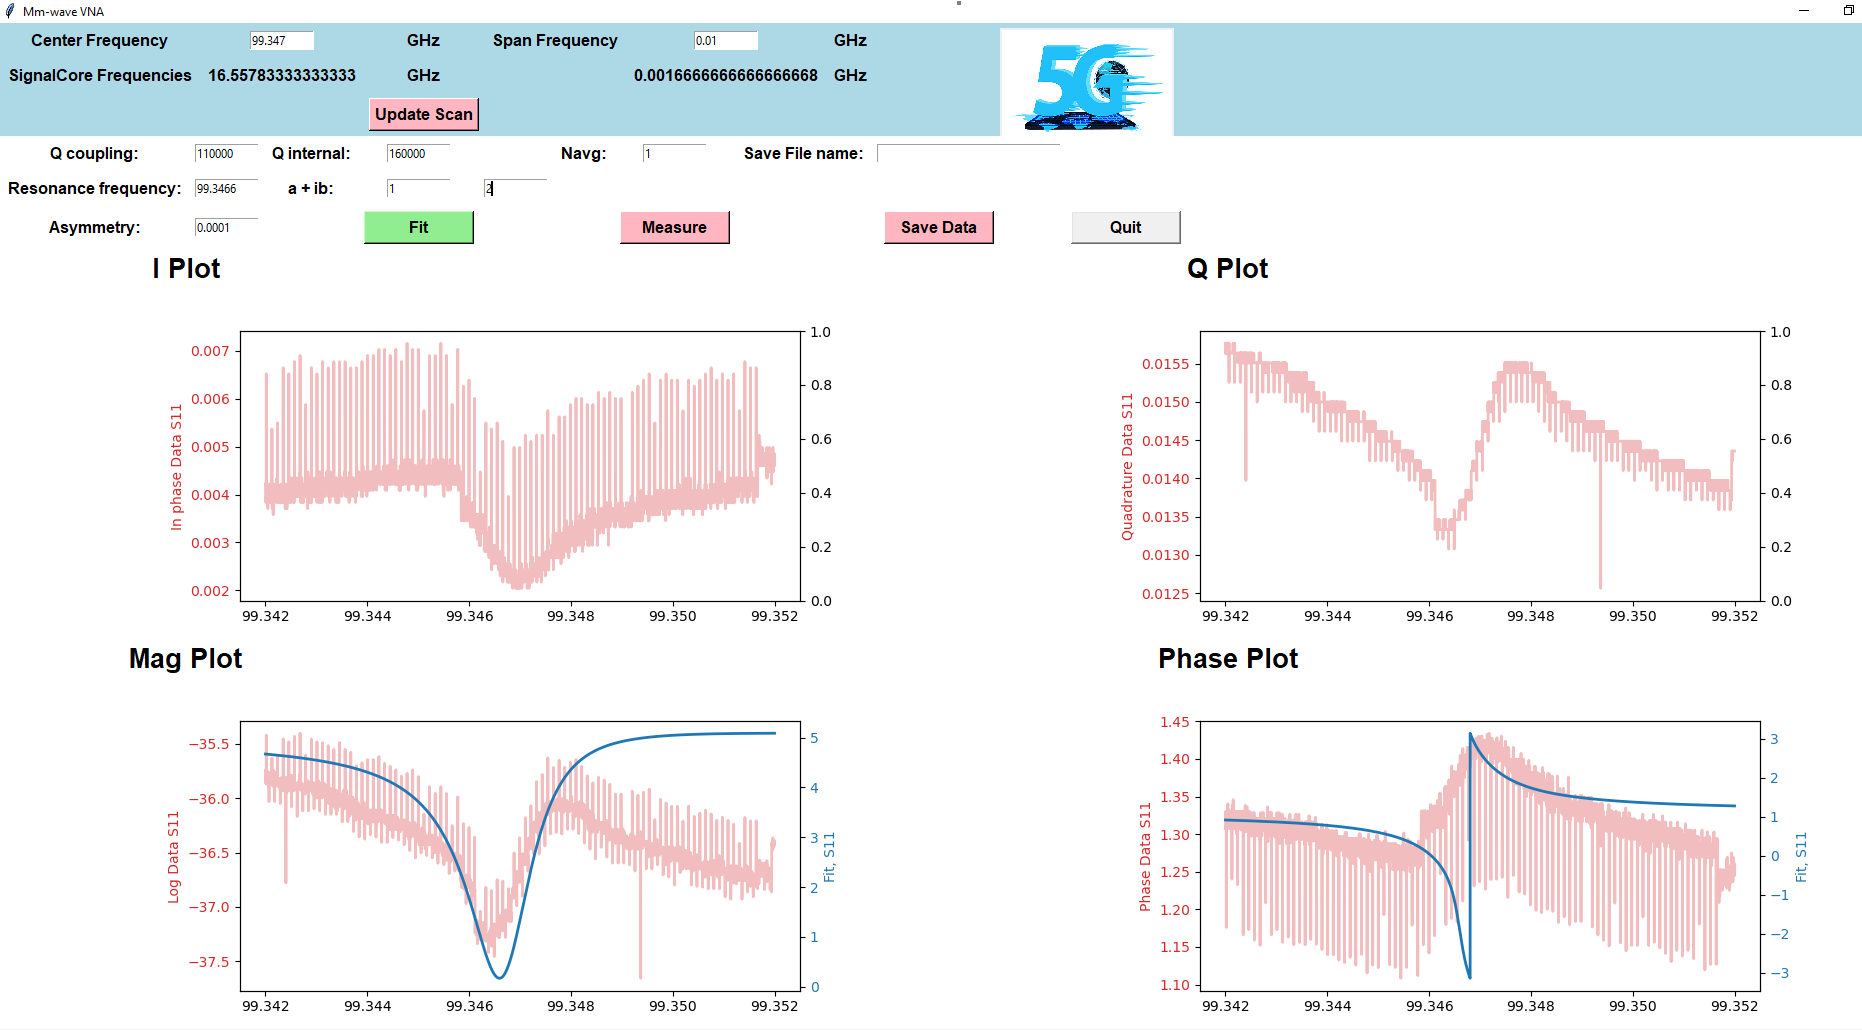 Mm-wave VNA
Center Frequency 99.347 GHz Span Frequency 0.01 GHz
SignalCore Frequencies 16.55783333333333 GHz 0.0016666666666666668 GHz
5G
Update Scan
Q coupling: 110000 Q internal: 160000 Navg: 1 Save File name:
Resonance frequency: 99.3466 a + ib: 1 2
Asymmetry: 0.0001 Fit Measure Save Data Quit
I Plot
In phase Data S11
0.007
0.006
0.005
0.004
0.003
0.002
1.0
0.8
0.6
0.4
0.2
0.0
99.342 99.344 99.346 99.348 99.350 99.352
Q Plot
Quadrature Data S11
0.0155
0.0150
0.0145
0.0140
0.0135
0.0130
0.0125
1.0
0.8
0.6
0.4
0.2
0.0
99.342 99.344 99.346 99.348 99.350 99.352
Mag Plot
Log Data S11
−35.5
−36.0
−36.5
−37.0
−37.5
5
4
3
2
1
0
Fit, S11
99.342 99.344 99.346 99.348 99.350 99.352
Phase Plot
Phase Data S11
1.45
1.40
1.35
1.30
1.25
1.20
1.15
1.10
3
2
1
0
−1
−2
−3
Fit, S11
99.342 99.344 99.346 99.348 99.350 99.352